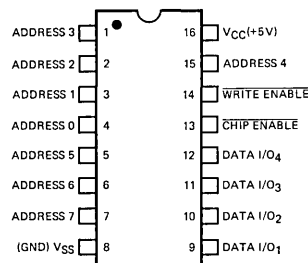 ADDRESS 3 1 16 VCC(+5V)
ADDRESS 2 2 15 ADDRESS 4
ADDRESS 1 3 14 WRITE ENABLE
ADDRESS 0 4 13 CHIP ENABLE
ADDRESS 5 5 12 DATA I/O4
ADDRESS 6 6 11 DATA I/O3
ADDRESS 7 7 10 DATA I/O2
(GND) VSS 8 9 DATA I/O1